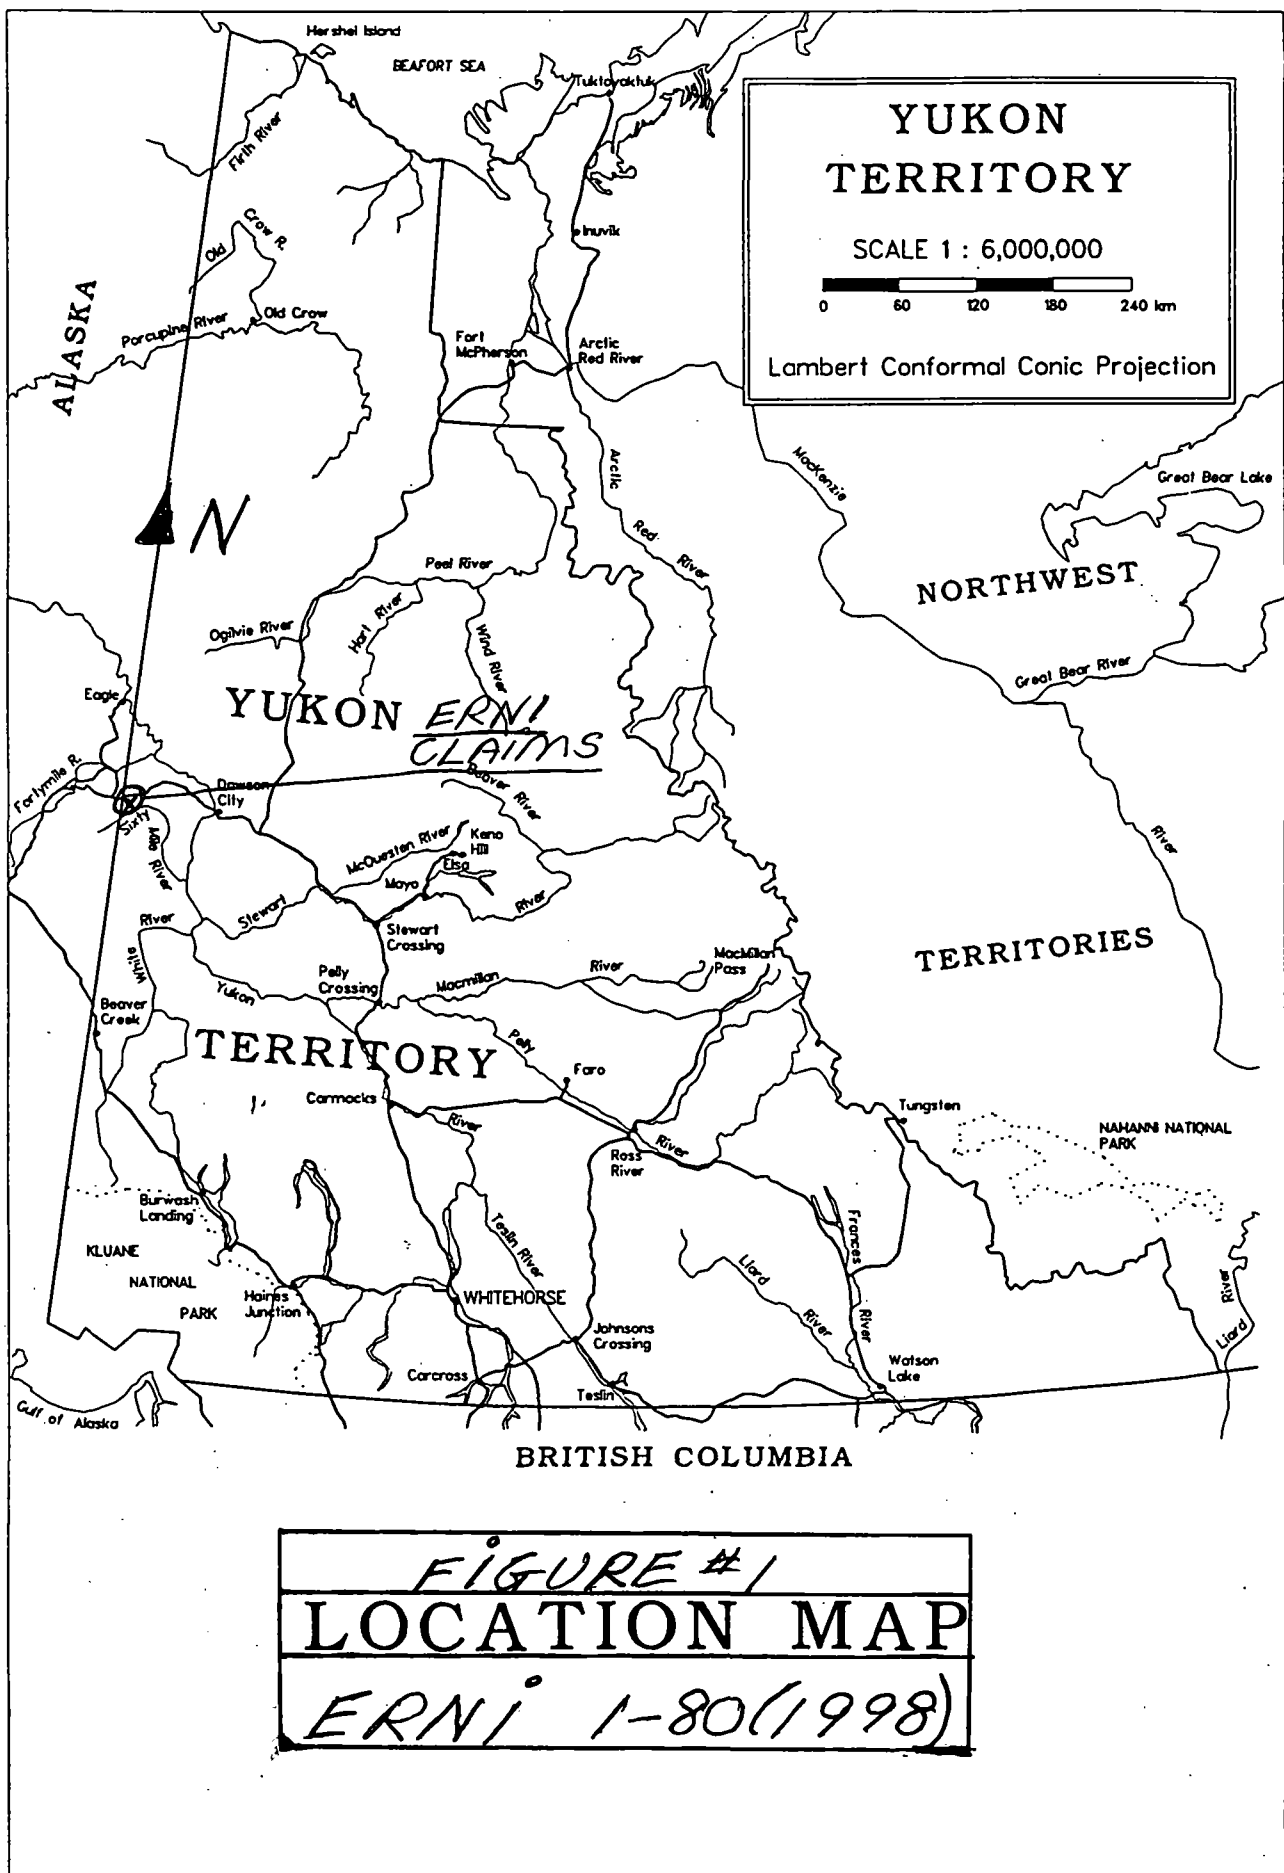 Hershel Island
BEAFORT SEA
Tuktoyaktuk
YUKON
TERRITORY
SCALE 1 : 6,000,000
0 60 120 180 240 km
Lambert Conformal Conic Projection
Firth River
Old Crow R.
Inuvik
ALASKA
Porcupine River
Old Crow
Fort
McPherson
Arctic
Red River
Arctic Red River
MacKenzie
Great Bear Lake
N
Peel River
NORTHWEST
Ogilvie River
Hart River
Wind River
Great Bear River
Eagle
YUKON
ERNI
CLAIMS
Fortymile R.
Dawson
City
Beaver River
Sixty Mile River
McQuesten River
Keno
Hill
Elsa
Mayo
River
River
Stewart
River
Stewart
Crossing
White
TERRITORIES
MacMillan
Pass
Pelly
Crossing
Macmillan River
Yukon
Beaver
Creek
TERRITORY
Pelly
Faro
Carmacks
River
River
Ross
River
Tungsten
NAHANNI NATIONAL
PARK
Burwash
Landing
KLUANE
NATIONAL
PARK
Haines
Junction
Teslin River
WHITEHORSE
Liard
River
Frances
River
River
Liard
Johnsons
Crossing
Watson
Lake
Carcross
Teslin
Gulf of Alaska
BRITISH COLUMBIA
FIGURE #1
LOCATION MAP
ERNI 1-80(1998)